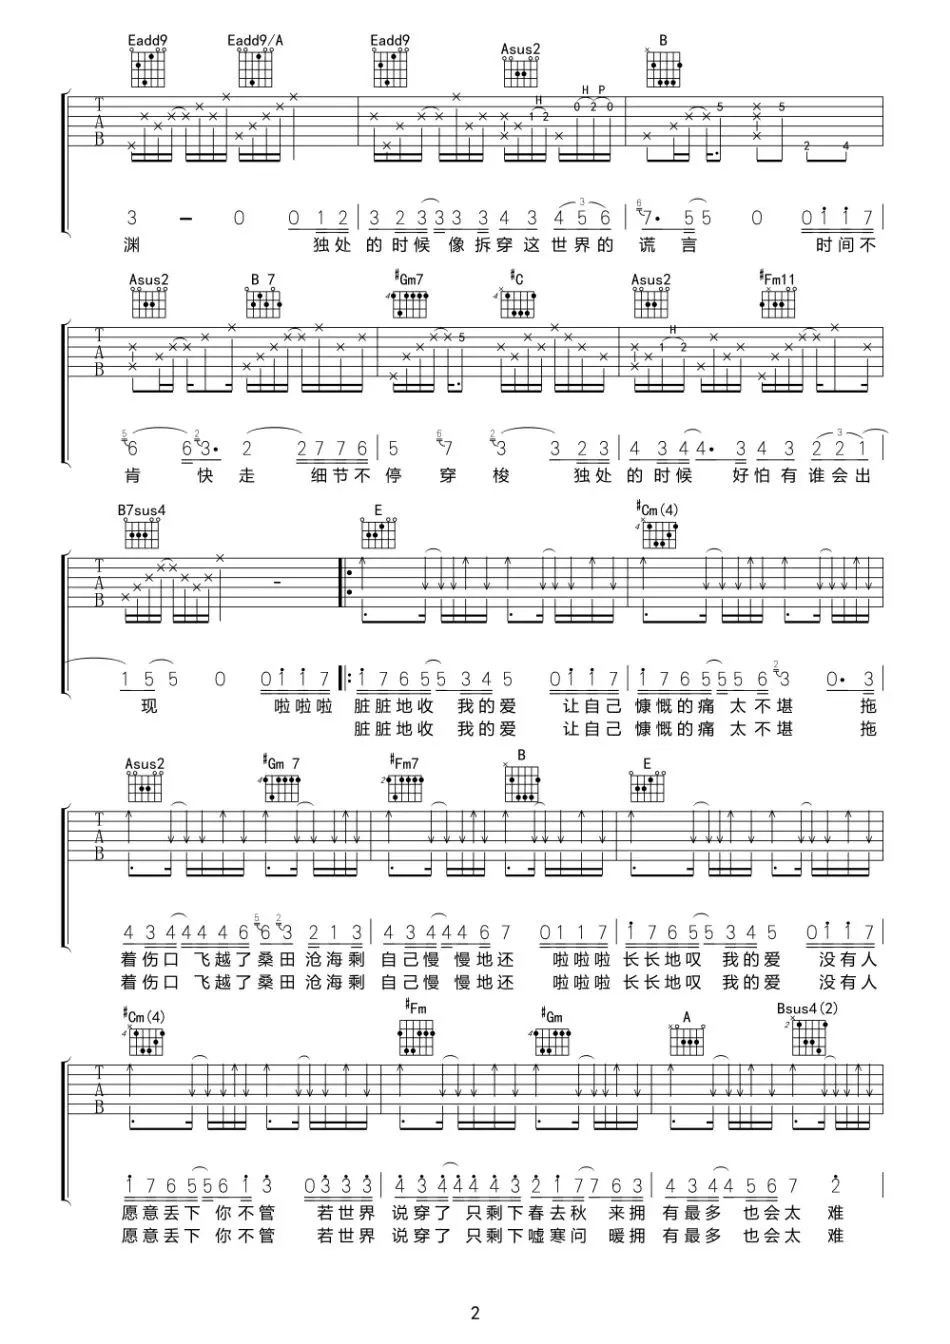 Eadd9 Eadd9/A Eadd9 Asus2 B
H H P
T A B 1 2 0 2 0 5 5 2 4
3 - 0 0 1 2 3 2 3 3 3 3 4 3 4 5 6 7· 5 5 0 0 1 1 7
渊 独处 的时候 像拆穿这 世界的 谎言 时间不
Asus2 B 7 #Gm7 #C Asus2 #Fm11
H
T A B 5 1 2
6 6 3· 2 2 7 7 6 5 7 3 3 2 3 4 3 4 4· 3 4 3 2 2 1
肯 快 走 细节不 停 穿 梭 独处 的时候 好怕有谁会出
B7sus4 E #Cm(4)
T A B -
1 5 5 0 0 1 1 7 1 7 6 5 5 3 4 5 0 1 1 7 1 7 6 5 5 5 6 3 0· 3
现 啦啦啦 脏脏地收 我的爱 让自己 慷慨的痛 太不堪 拖
脏脏地收 我的爱 让自己 慷慨的痛 太不堪 拖
Asus2 #Gm 7 #Fm7 B E
T A B
4 3 4 4 4 4 6 6 3 2 1 3 4 3 4 4 4 6 7 0 1 1 7 1 7 6 5 5 3 4 5 0 1 1 7
着伤口 飞越了桑田沧海剩 自己慢 慢地还 啦啦啦 长长地叹 我的爱 没有人
着伤口 飞越了桑田沧海剩 自己慢 慢地还 啦啦啦 长长地叹 我的爱 没有人
#Cm(4) #Fm #Gm A Bsus4(2)
T A B
1 7 6 5 5 6 1 3 0 3 3 3 4 3 4 4 4 4 3 2 1 7 7 6 3 4 3 4 4 5 6 7 2
愿意丢下 你不管 若世界 说穿了 只剩下春去秋 来拥 有最多 也会太 难
愿意丢下 你不管 若世界 说穿了 只剩下嘘寒问 暖拥 有最多 也会太 难
2